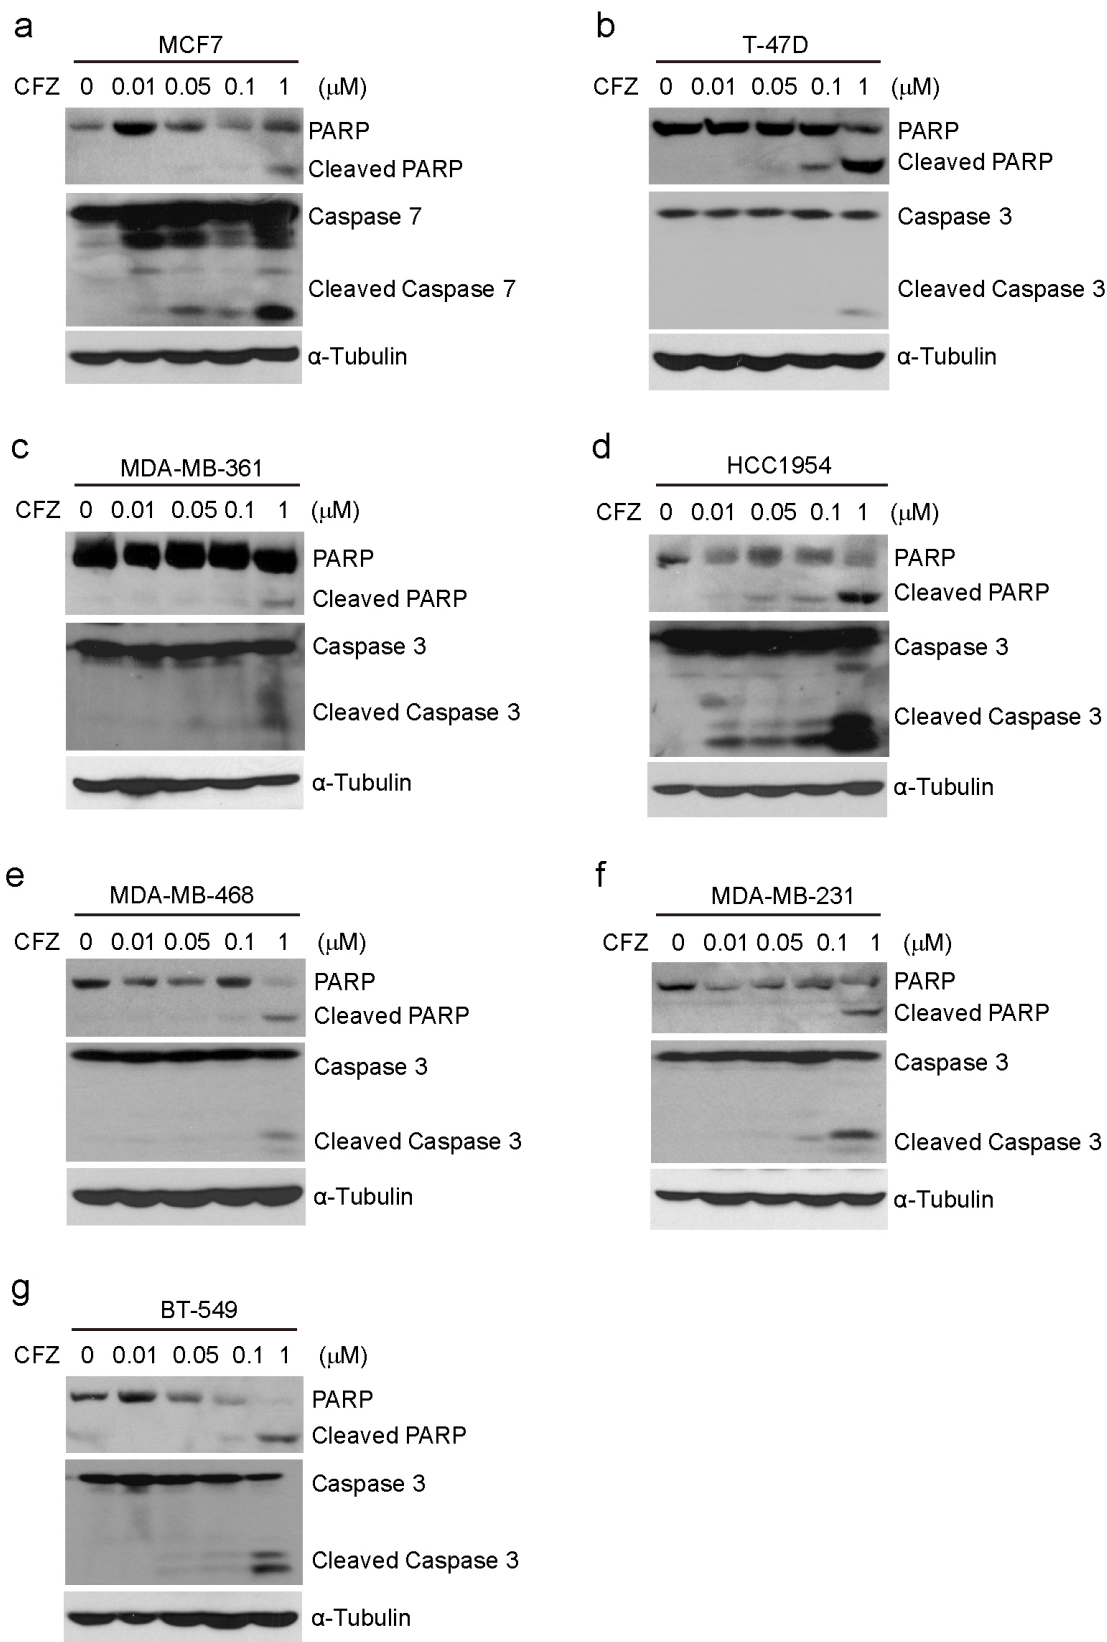 a
MCF7
CFZ 0 0.01 0.05 0.1 1 (μM)
PARP
Cleaved PARP
Caspase 7
Cleaved Caspase 7
α-Tubulin
b
T-47D
CFZ 0 0.01 0.05 0.1 1 (μM)
PARP
Cleaved PARP
Caspase 3
Cleaved Caspase 3
α-Tubulin
c
MDA-MB-361
CFZ 0 0.01 0.05 0.1 1 (μM)
PARP
Cleaved PARP
Caspase 3
Cleaved Caspase 3
α-Tubulin
d
HCC1954
CFZ 0 0.01 0.05 0.1 1 (μM)
PARP
Cleaved PARP
Caspase 3
Cleaved Caspase 3
α-Tubulin
e
MDA-MB-468
CFZ 0 0.01 0.05 0.1 1 (μM)
PARP
Cleaved PARP
Caspase 3
Cleaved Caspase 3
α-Tubulin
f
MDA-MB-231
CFZ 0 0.01 0.05 0.1 1 (μM)
PARP
Cleaved PARP
Caspase 3
Cleaved Caspase 3
α-Tubulin
g
BT-549
CFZ 0 0.01 0.05 0.1 1 (μM)
PARP
Cleaved PARP
Caspase 3
Cleaved Caspase 3
α-Tubulin